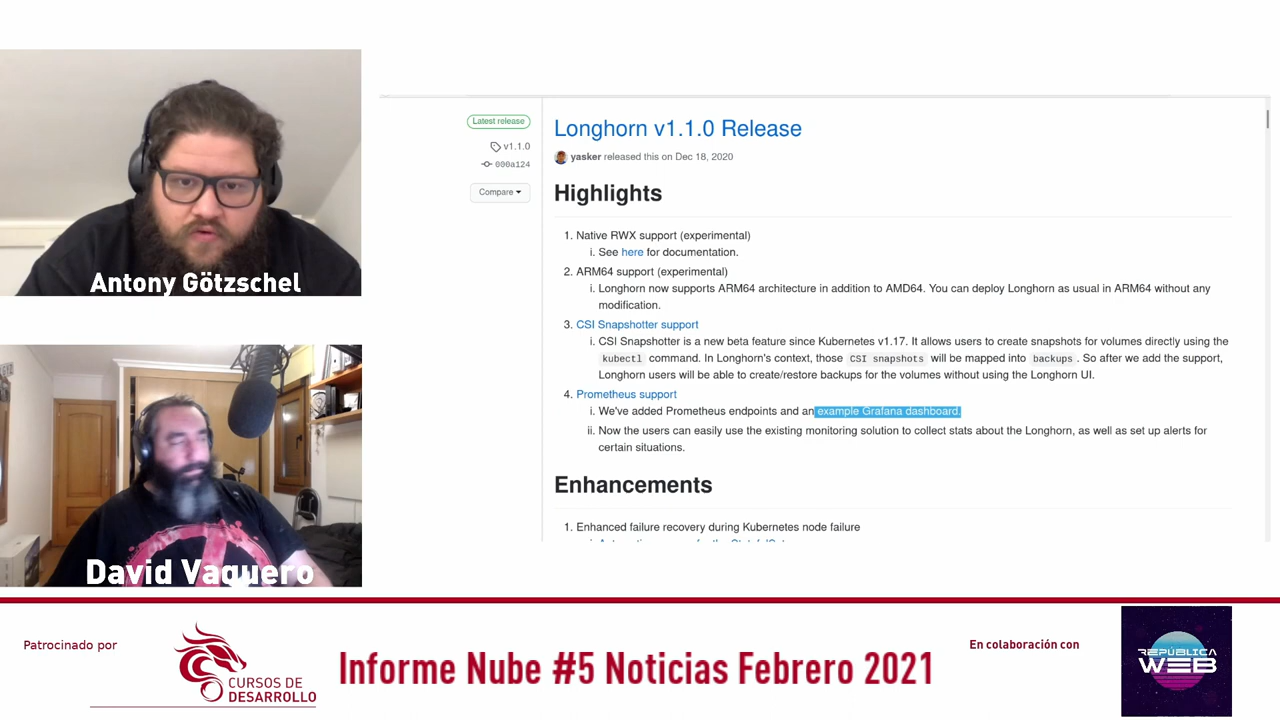 Antony Götzschel
David Vaquero
Latest release
v1.1.0
000a124
Compare
Longhorn v1.1.0 Release
yasker released this on Dec 18, 2020
Highlights
1. Native RWX support (experimental)
i. See here for documentation.
2. ARM64 support (experimental)
i. Longhorn now supports ARM64 architecture in addition to AMD64. You can deploy Longhorn as usual in ARM64 without any
modification.
3. CSI Snapshotter support
i. CSI Snapshotter is a new beta feature since Kubernetes v1.17. It allows users to create snapshots for volumes directly using the
kubectl command. In Longhorn's context, those CSI snapshots will be mapped into backups. So after we add the support,
Longhorn users will be able to create/restore backups for the volumes without using the Longhorn UI.
4. Prometheus support
i. We've added Prometheus endpoints and an example Grafana dashboard.
ii. Now the users can easily use the existing monitoring solution to collect stats about the Longhorn, as well as set up alerts for
certain situations.
Enhancements
1. Enhanced failure recovery during Kubernetes node failure
Patrocinado por
CURSOS DE
DESARROLLO
Informe Nube #5 Noticias Febrero 2021
En colaboración con
REPÚBLICA
WEB